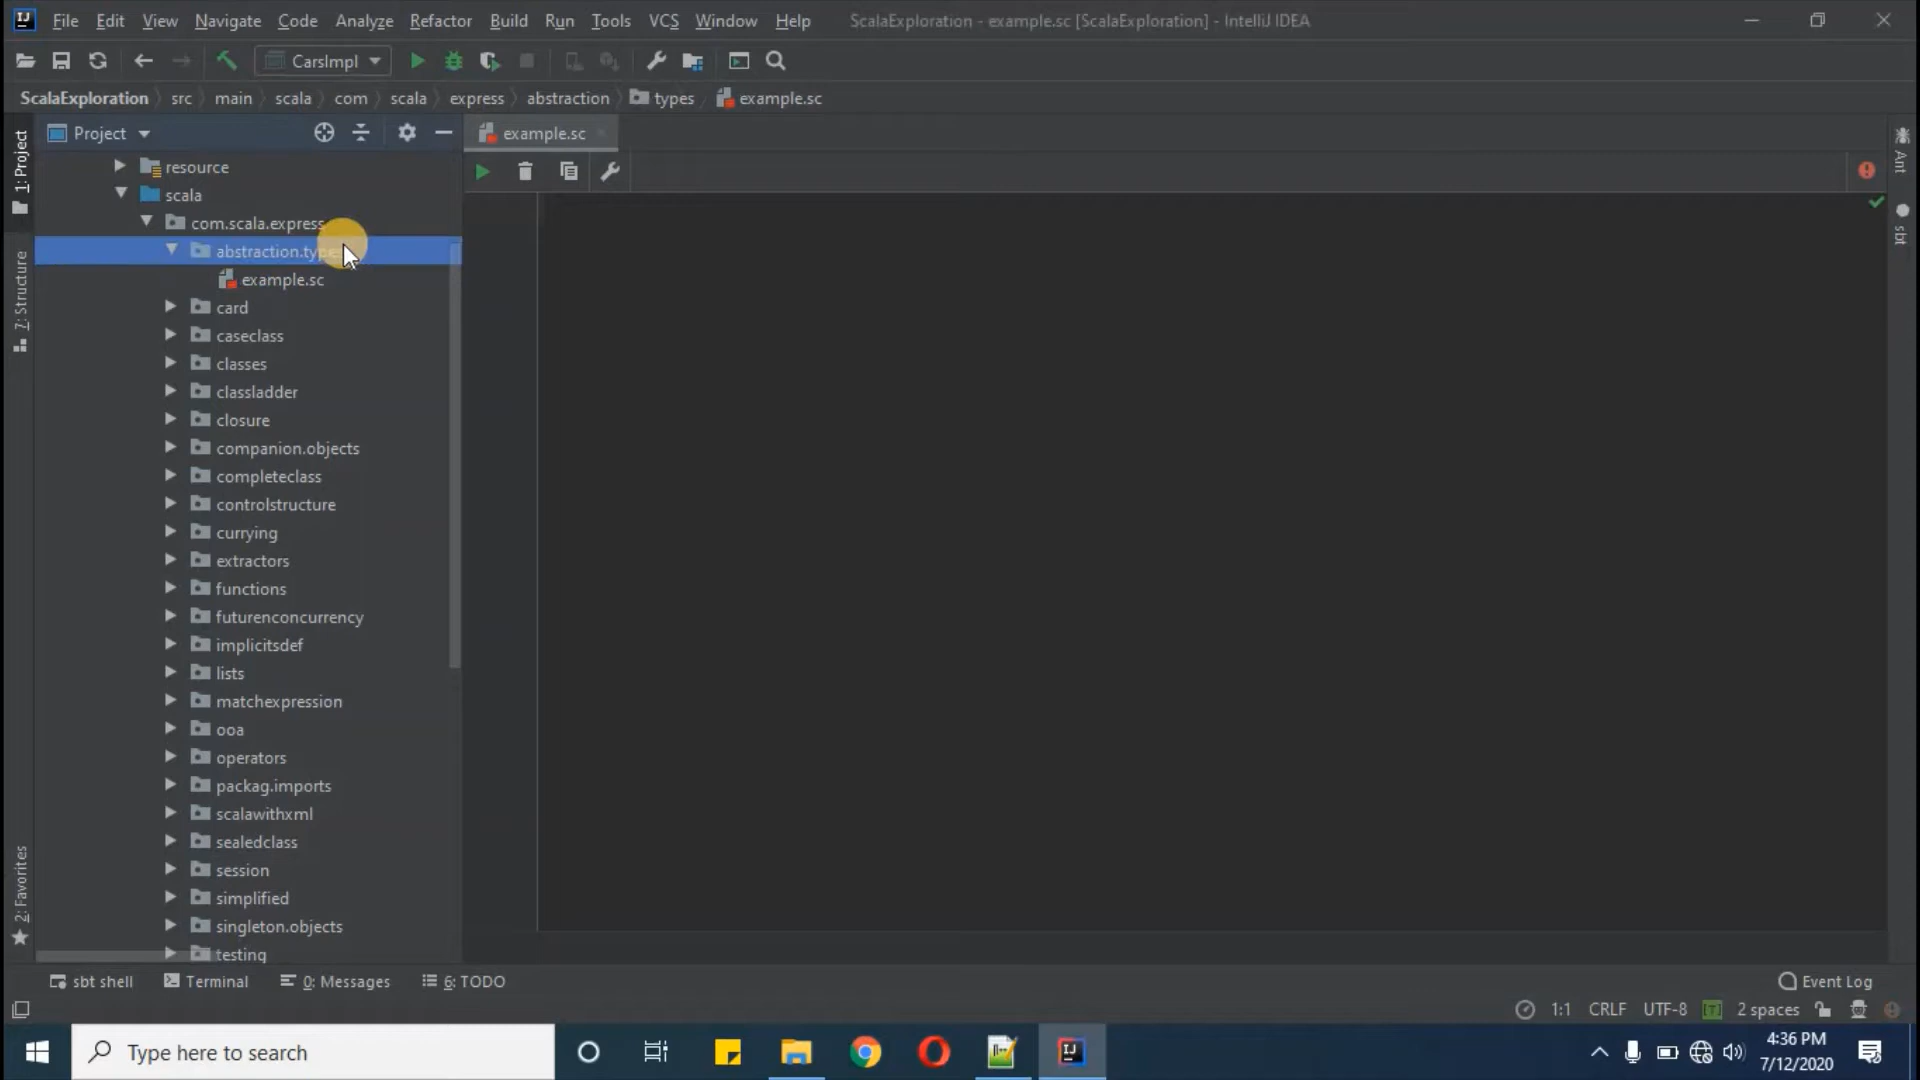 File Edit View Navigate Code Analyze Refactor Build Run Tools VCS Window Help ScalaExploration - example.sc [ScalaExploration] - IntelliJ IDEA
CarsImpl
ScalaExploration src main scala com scala express abstraction types example.sc
Project example.sc
resource
scala
com.scala.express
abstraction.types
example.sc
card
caseclass
classes
classladder
closure
companion.objects
completeclass
controlstructure
currying
extractors
functions
futurenconcurrency
implicitsdef
lists
matchexpression
ooa
operators
packag.imports
scalawithxml
sealedclass
session
simplified
singleton.objects
testing
1: Project
7: Structure
2: Favorites
Ant
sbt
sbt shell Terminal 0: Messages 6: TODO Event Log
1:1 CRLF UTF-8 [T] 2 spaces
Type here to search
4:36 PM
7/12/2020